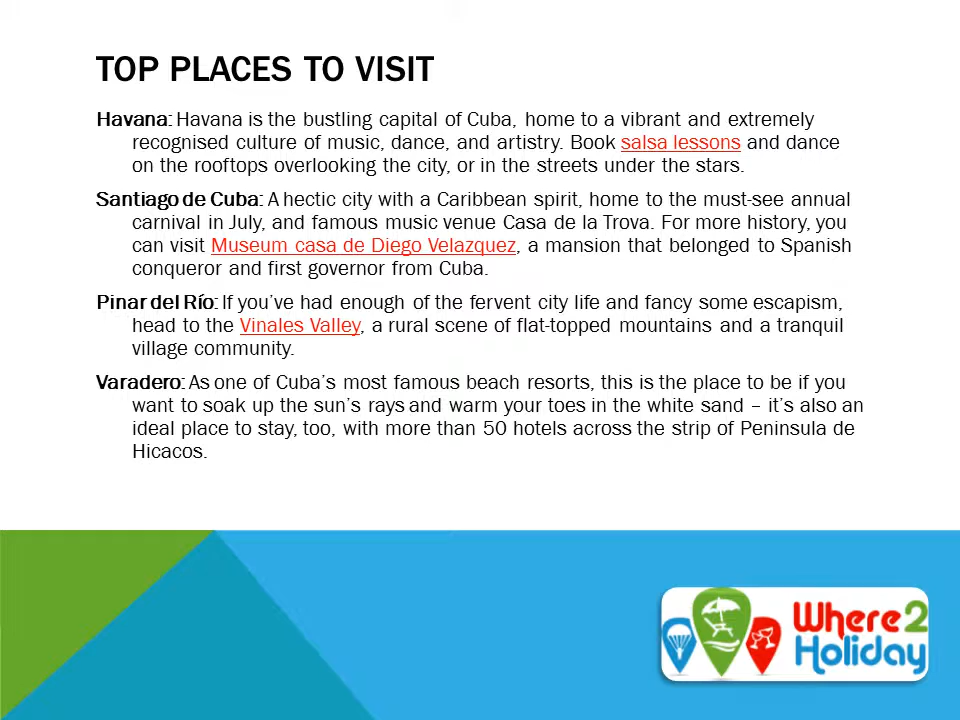 TOP PLACES TO VISIT
Havana: Havana is the bustling capital of Cuba, home to a vibrant and extremely
recognised culture of music, dance, and artistry. Book salsa lessons and dance
on the rooftops overlooking the city, or in the streets under the stars.
Santiago de Cuba: A hectic city with a Caribbean spirit, home to the must-see annual
carnival in July, and famous music venue Casa de la Trova. For more history, you
can visit Museum casa de Diego Velazquez, a mansion that belonged to Spanish
conqueror and first governor from Cuba.
Pinar del Río: If you’ve had enough of the fervent city life and fancy some escapism,
head to the Vinales Valley, a rural scene of flat-topped mountains and a tranquil
village community.
Varadero: As one of Cuba’s most famous beach resorts, this is the place to be if you
want to soak up the sun’s rays and warm your toes in the white sand – it’s also an
ideal place to stay, too, with more than 50 hotels across the strip of Peninsula de
Hicacos.
Where2
Holiday